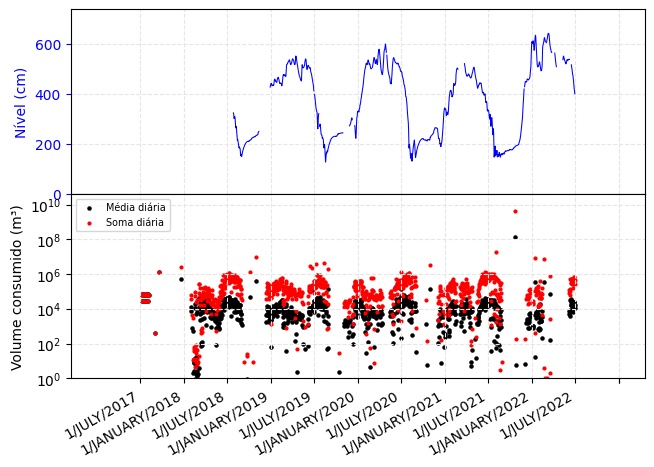 Nível (cm)
600
400
200
0
Volume consumido (m³)
10¹⁰
10⁸
10⁶
10⁴
10²
10⁰
Média diária
Soma diária
1/JULY/2017
1/JANUARY/2018
1/JULY/2018
1/JANUARY/2019
1/JULY/2019
1/JANUARY/2020
1/JULY/2020
1/JANUARY/2021
1/JULY/2021
1/JANUARY/2022
1/JULY/2022